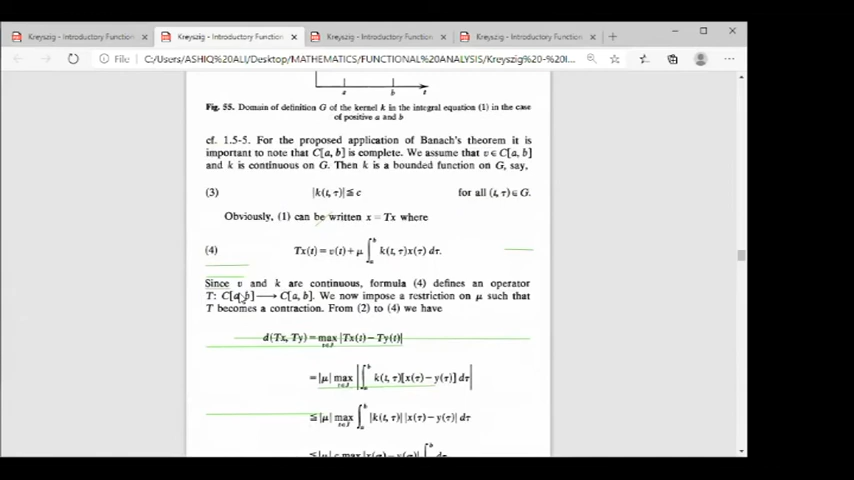 Kreyszig - Introductory Function
Kreyszig - Introductory Function
Kreyszig - Introductory Function
Kreyszig - Introductory Function
File | C:/Users/ASHIQ%20ALI/Desktop/MATHEMATICS/FUNCTIONAL%20ANALYSIS/Kreyszig%20-%20I...
a b t
Fig. 55. Domain of definition G of the kernel k in the integral equation (1) in the case
of positive a and b
cf. 1.5-5. For the proposed application of Banach's theorem it is
important to note that C[a, b] is complete. We assume that v ∈ C[a, b]
and k is continuous on G. Then k is a bounded function on G, say,
(3) |k(t, τ)| ≦ c for all (t, τ) ∈ G.
Obviously, (1) can be written x = Tx where
(4) Tx(t) = v(t) + μ ∫_a^b k(t, τ)x(τ) dτ.
Since v and k are continuous, formula (4) defines an operator
T: C[a, b] ⟶ C[a, b]. We now impose a restriction on μ such that
T becomes a contraction. From (2) to (4) we have
d(Tx, Ty) = max_{t∈J} |Tx(t) − Ty(t)|
= |μ| max_{t∈J} | ∫_a^b k(t, τ)[x(τ) − y(τ)] dτ |
≦ |μ| max_{t∈J} ∫_a^b |k(t, τ)| |x(τ) − y(τ)| dτ